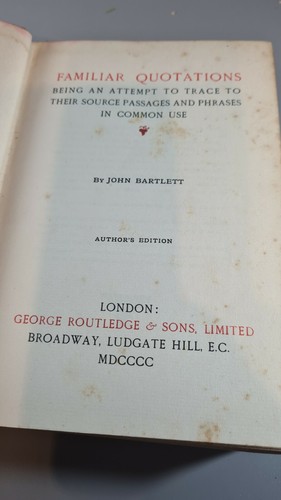 FAMILIAR QUOTATIONS
BEING AN ATTEMPT TO TRACE TO
THEIR SOURCE PASSAGES AND PHRASES
IN COMMON USE
BY JOHN BARTLETT
AUTHOR'S EDITION
LONDON:
GEORGE ROUTLEDGE & SONS, LIMITED
BROADWAY, LUDGATE HILL, E.C.
MDCCCC